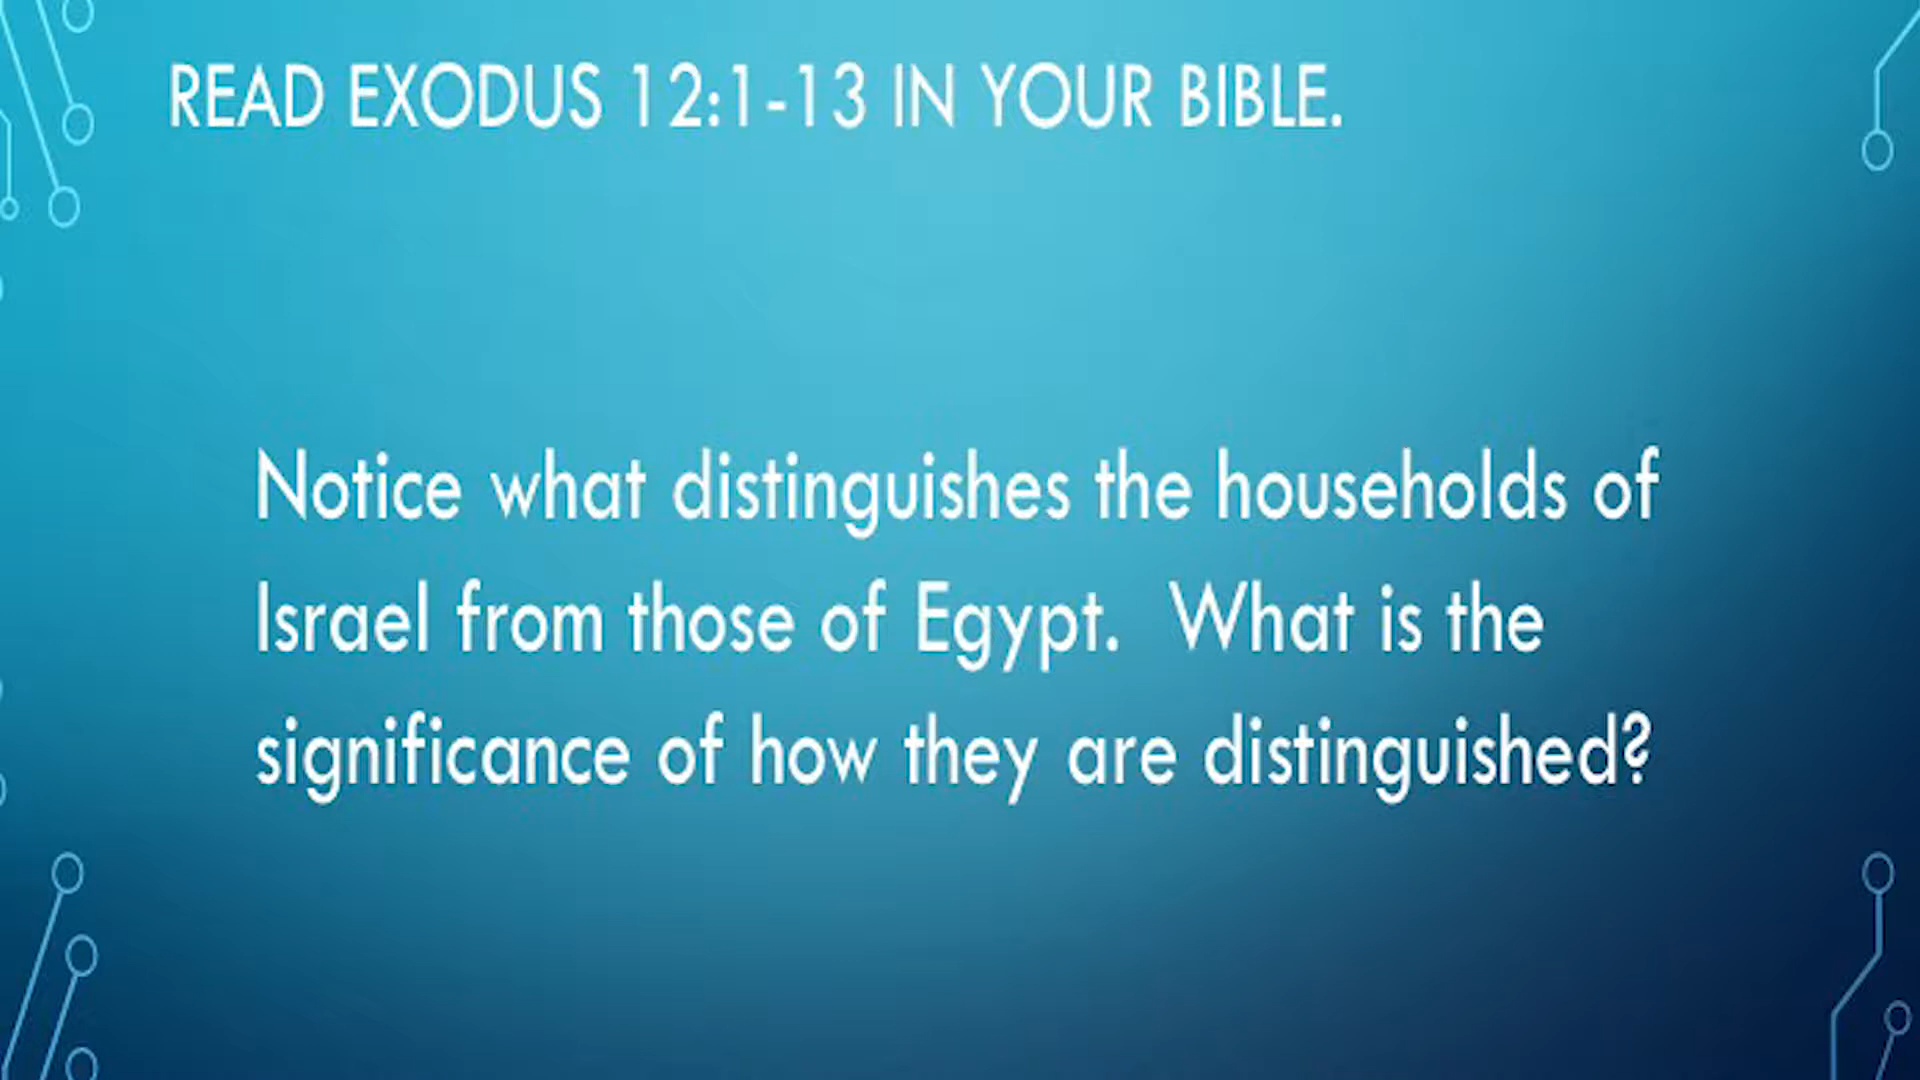 READ EXODUS 12:1-13 IN YOUR BIBLE.
Notice what distinguishes the households of
Israel from those of Egypt.  What is the
significance of how they are distinguished?